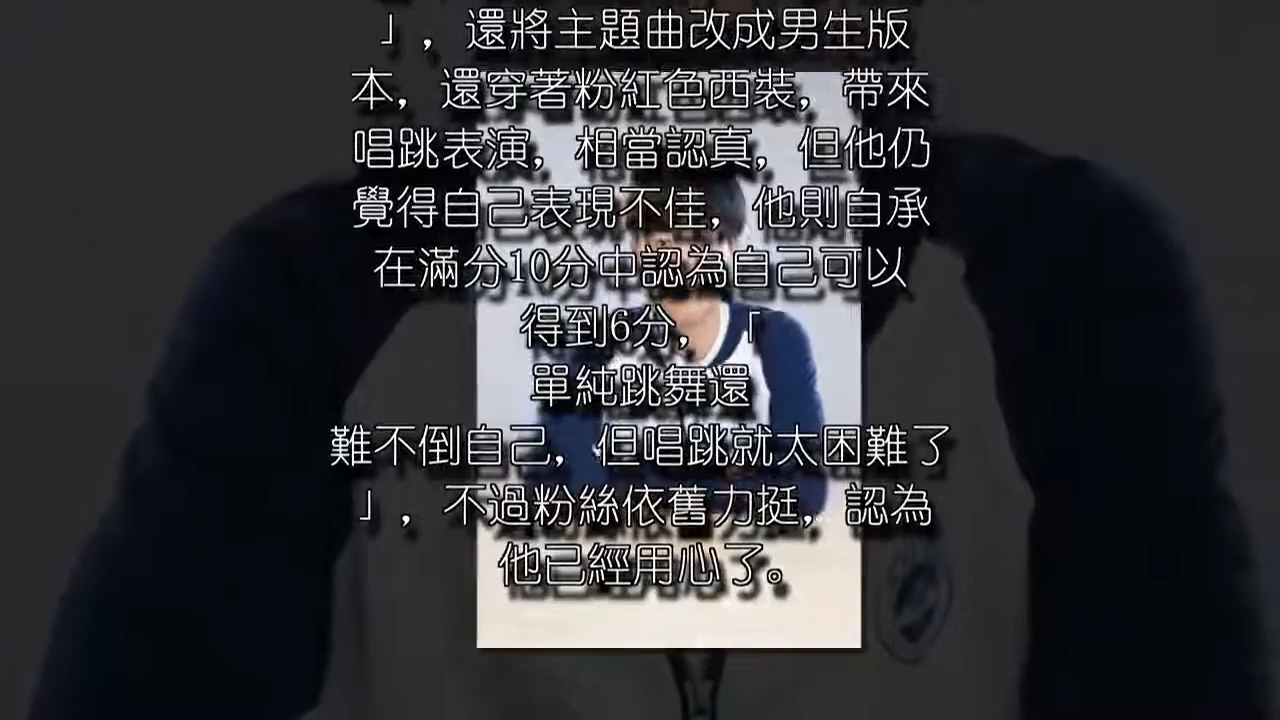 」，還將主題曲改成男生版
本，還穿著粉紅色西裝，帶來
唱跳表演，相當認真，但他仍
覺得自己表現不佳，他則自承
在滿分10分中認為自己可以
得到6分，「
單純跳舞還
難不倒自己，但唱跳就太困難了
」，不過粉絲依舊力挺，認為
他已經用心了。